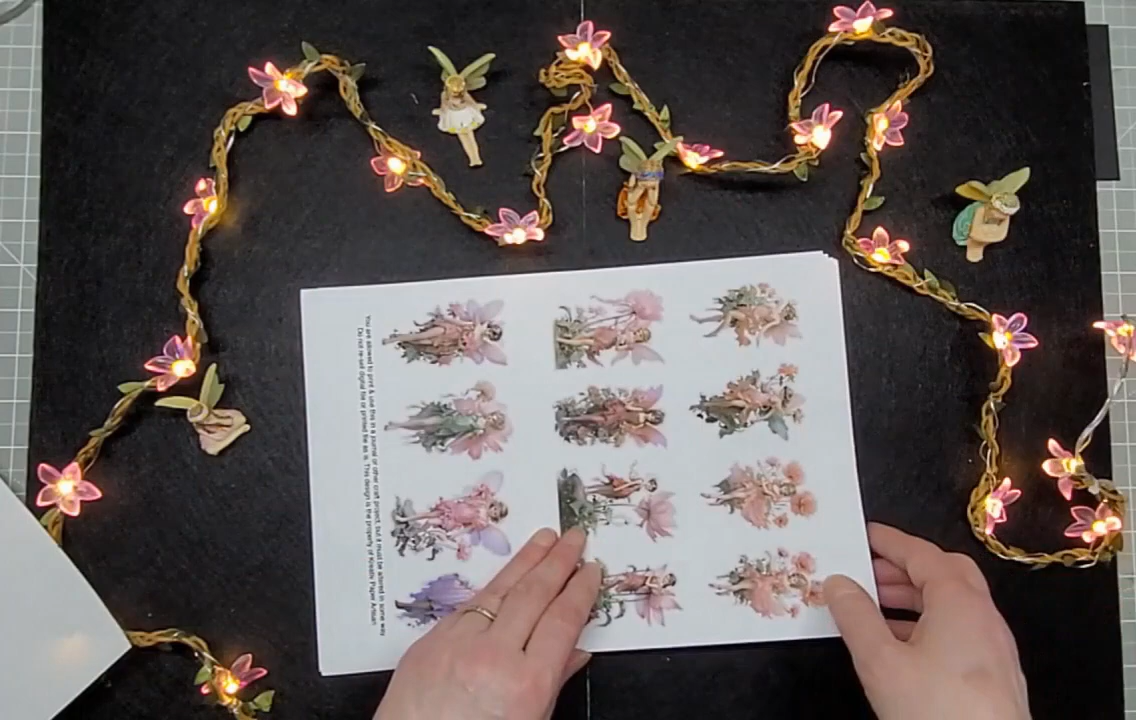 You are allowed to print & use this in a journal or other craft project, but it must be altered in some way.
Do not re-sell digital file or printed file as is. This design is the property of Kreativ Paper Artisan